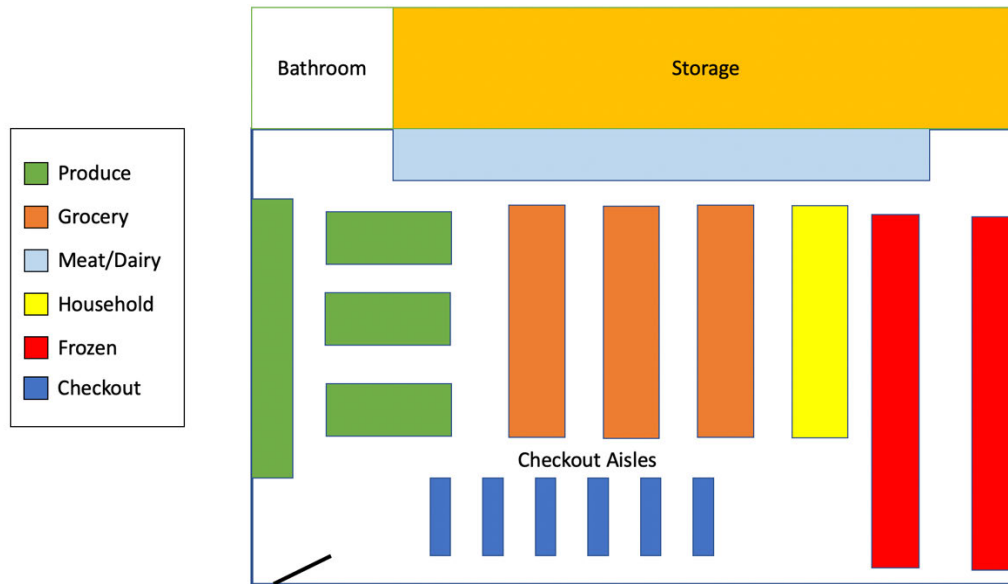 Bathroom
Storage
Produce
Grocery
Meat/Dairy
Household
Frozen
Checkout
Checkout Aisles